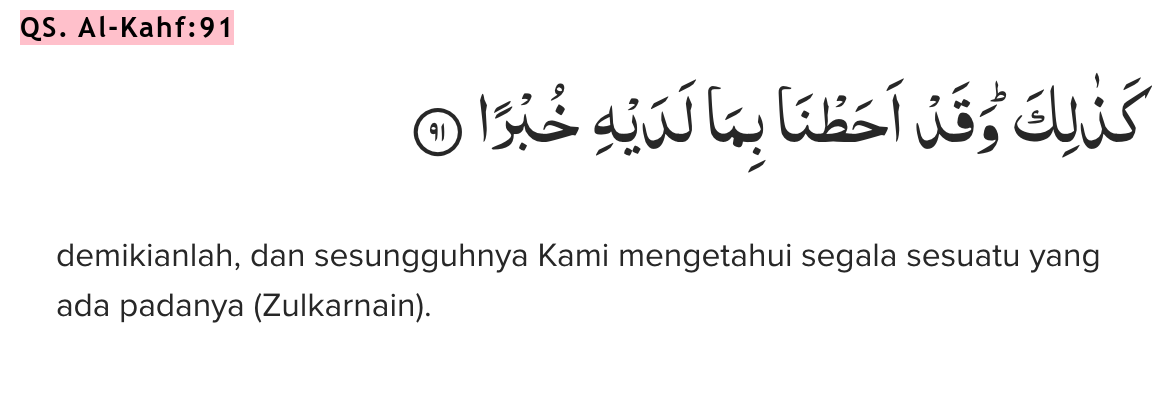 QS. Al-Kahf:91
كَذٰلِكَۗ وَقَدْ اَحَطْنَا بِمَا لَدَيْهِ خُبْرًا ٩١
demikianlah, dan sesungguhnya Kami mengetahui segala sesuatu yang
ada padanya (Zulkarnain).